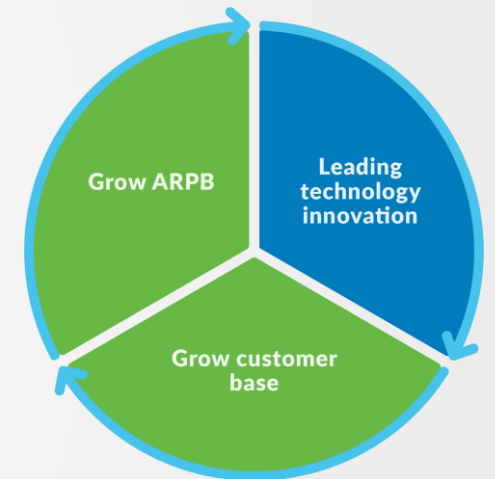 Grow ARPB
Leading
technology
innovation
Grow customer
base